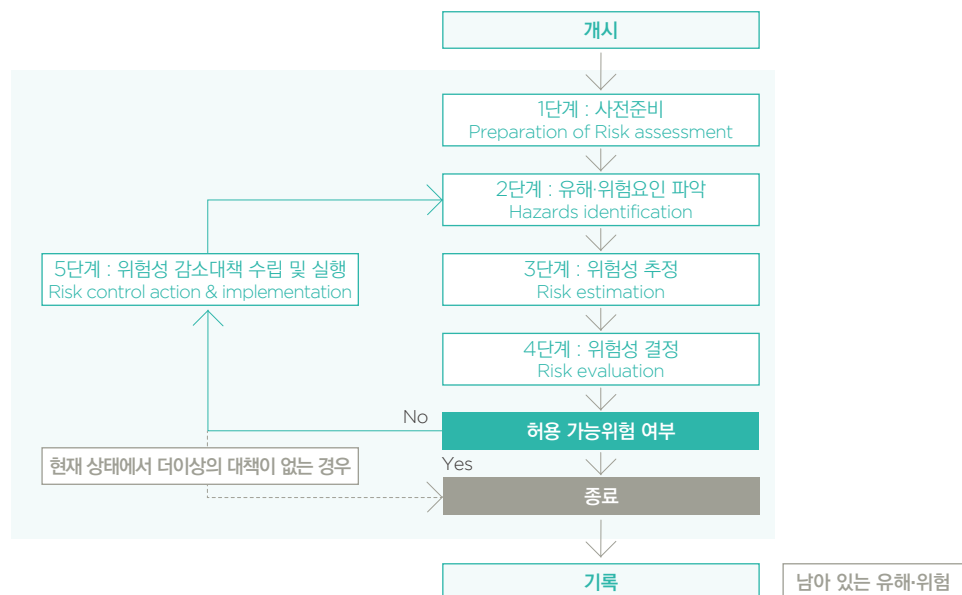 개시
1단계 : 사전준비
Preparation of Risk assessment
2단계 : 유해·위험요인 파악
Hazards identification
5단계 : 위험성 감소대책 수립 및 실행
Risk control action & implementation
3단계 : 위험성 추정
Risk estimation
4단계 : 위험성 결정
Risk evaluation
No
허용 가능위험 여부
현재 상태에서 더이상의 대책이 없는 경우
Yes
종료
기록
남아 있는 유해·위험